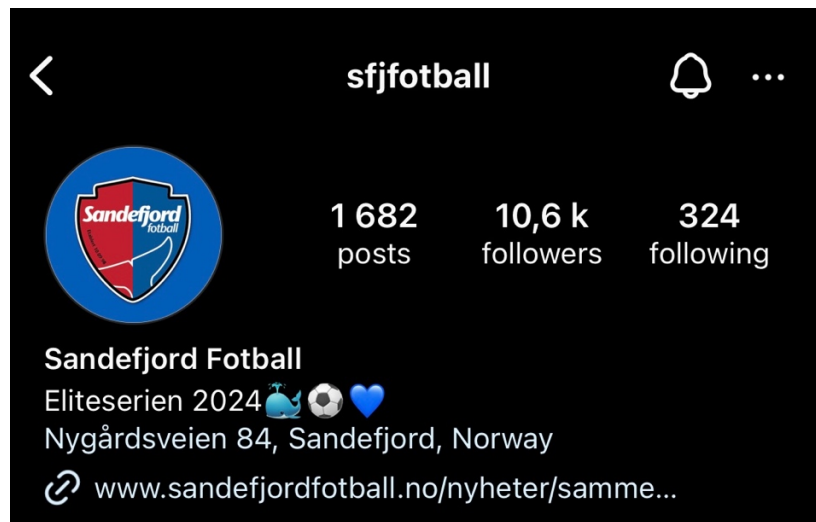 sfjfotball
Sandefjord
fotball
1 682
10,6 k
324
posts
followers
following
Sandefjord Fotball
Eliteserien 2024🐳⚽💙
Nygårdsveien 84, Sandefjord, Norway
www.sandefjordfotball.no/nyheter/samme...